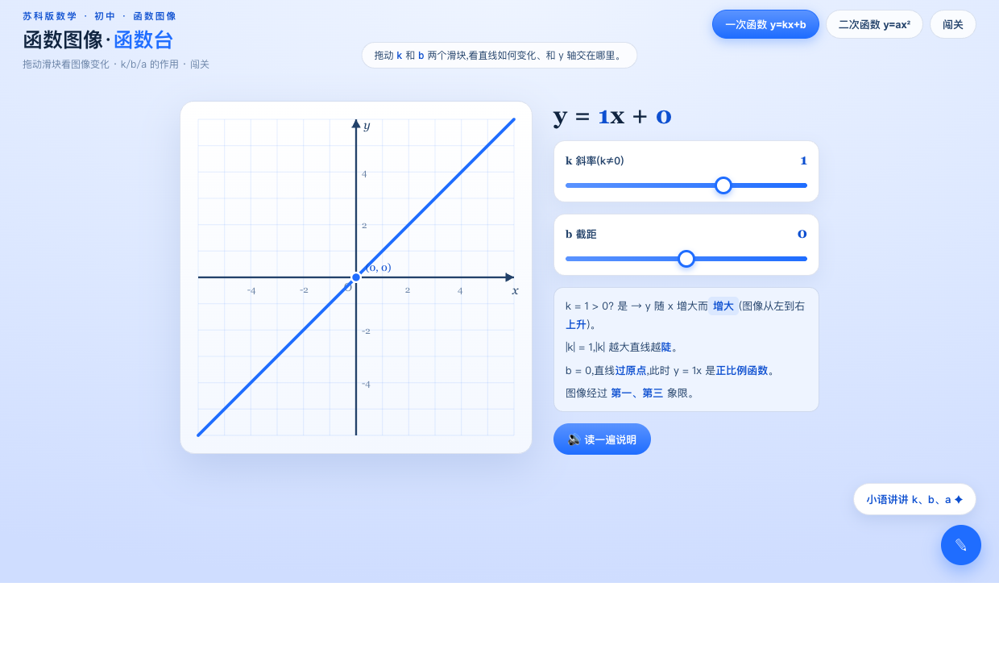 苏科版数学 · 初中 · 函数图像
函数图像·函数台
拖动滑块看图像变化 · k/b/a 的作用 · 闯关
一次函数 y=kx+b
二次函数 y=ax²
闯关
拖动 k 和 b 两个滑块,看直线如何变化、和 y 轴交在哪里。
y
4
2
(0, 0)
O
-4
-2
2
4
x
-2
-4
y = 1x + 0
k 斜率(k≠0)
1
b 截距
0
k = 1 > 0? 是 → y 随 x 增大而 增大 (图像从左到右
上升)。
|k| = 1,|k| 越大直线越陡。
b = 0,直线过原点,此时 y = 1x 是正比例函数。
图像经过 第一、第三 象限。
🔊 读一遍说明
小语讲讲 k、b、a ✦
✎